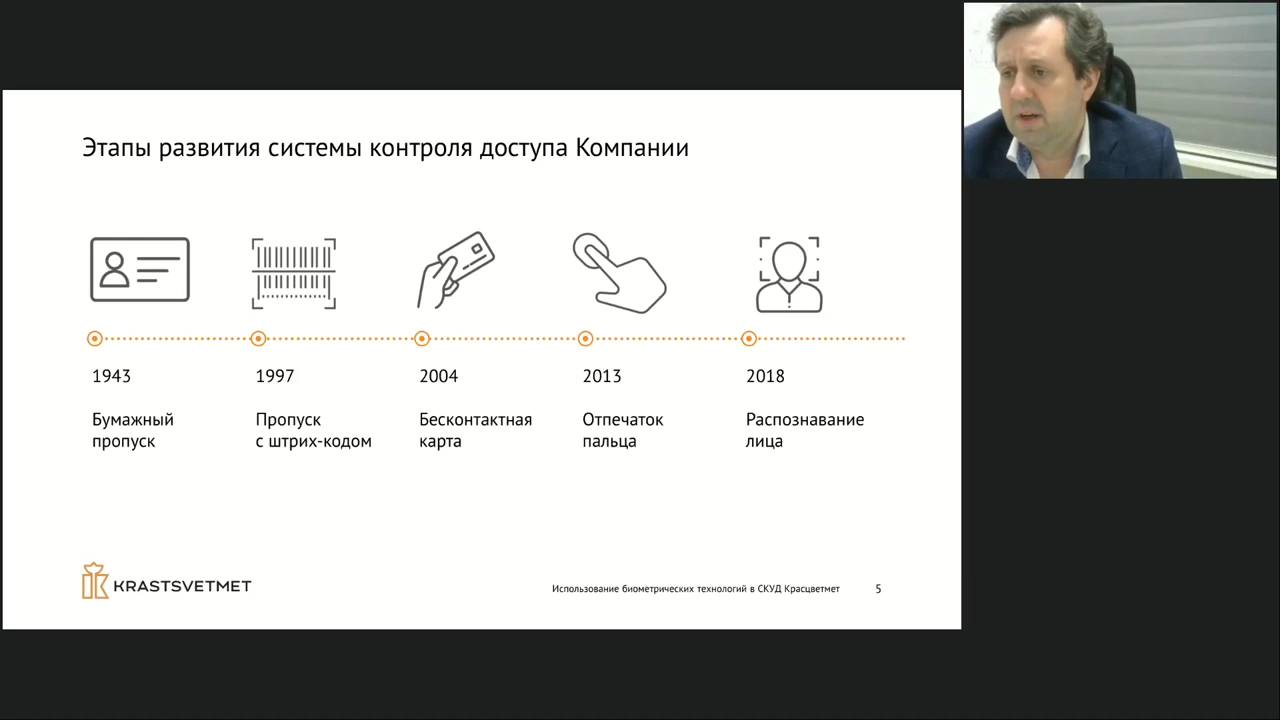 Этапы развития системы контроля доступа Компании
1943
1997
2004
2013
2018
Бумажный
пропуск
Пропуск
с штрих-кодом
Бесконтактная
карта
Отпечаток
пальца
Распознавание
лица
KRASTSVETMET
Использование биометрических технологий в СКУД Красцветмет
5